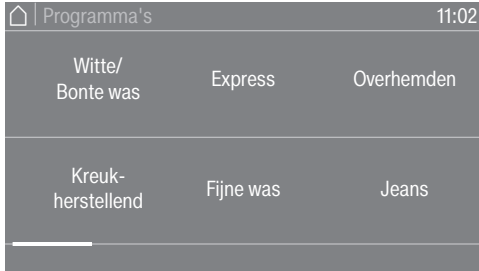 Programma's 11:02
Witte/
Bonte was
Express
Overhemden
Kreuk-
herstellend
Fijne was
Jeans